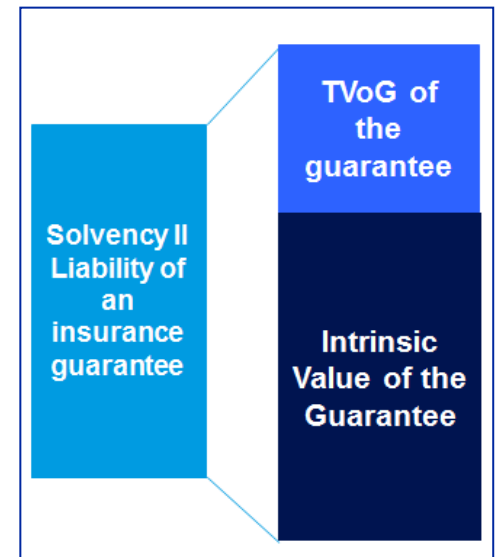 Solvency II
Liability of
an
insurance
guarantee
TVoG of
the
guarantee
Intrinsic
Value of the
Guarantee